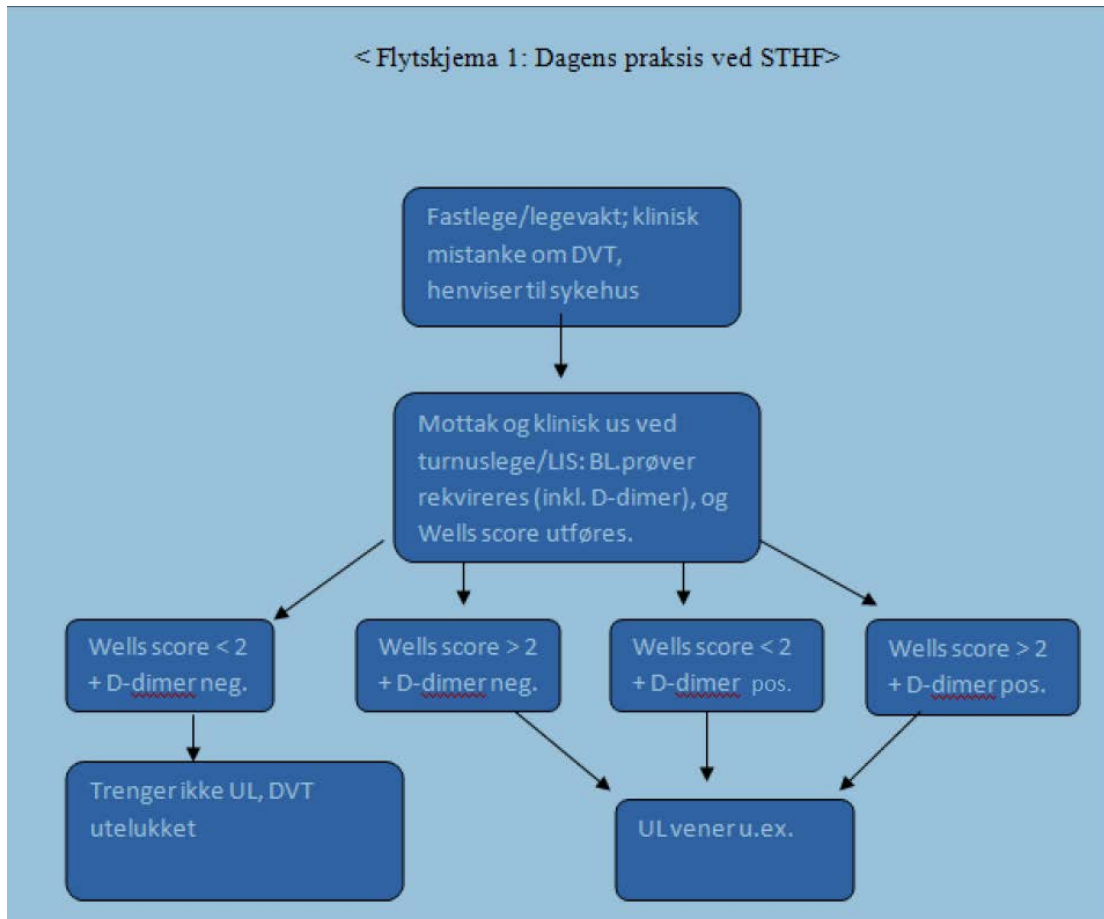 < Flytskjema 1: Dagens praksis ved STHF>
Fastlege/legevakt; klinisk
mistanke om DVT,
henviser til sykehus
Mottak og klinisk us ved
turnuslege/LIS: BL.prøver
rekvireres (inkl. D-dimer), og
Wells score utføres.
Wells score < 2
+ D-dimer neg.
Wells score > 2
+ D-dimer neg.
Wells score < 2
+ D-dimer pos.
Wells score > 2
+ D-dimer pos.
Trenger ikke UL, DVT
utelukket
UL vener u.ex.